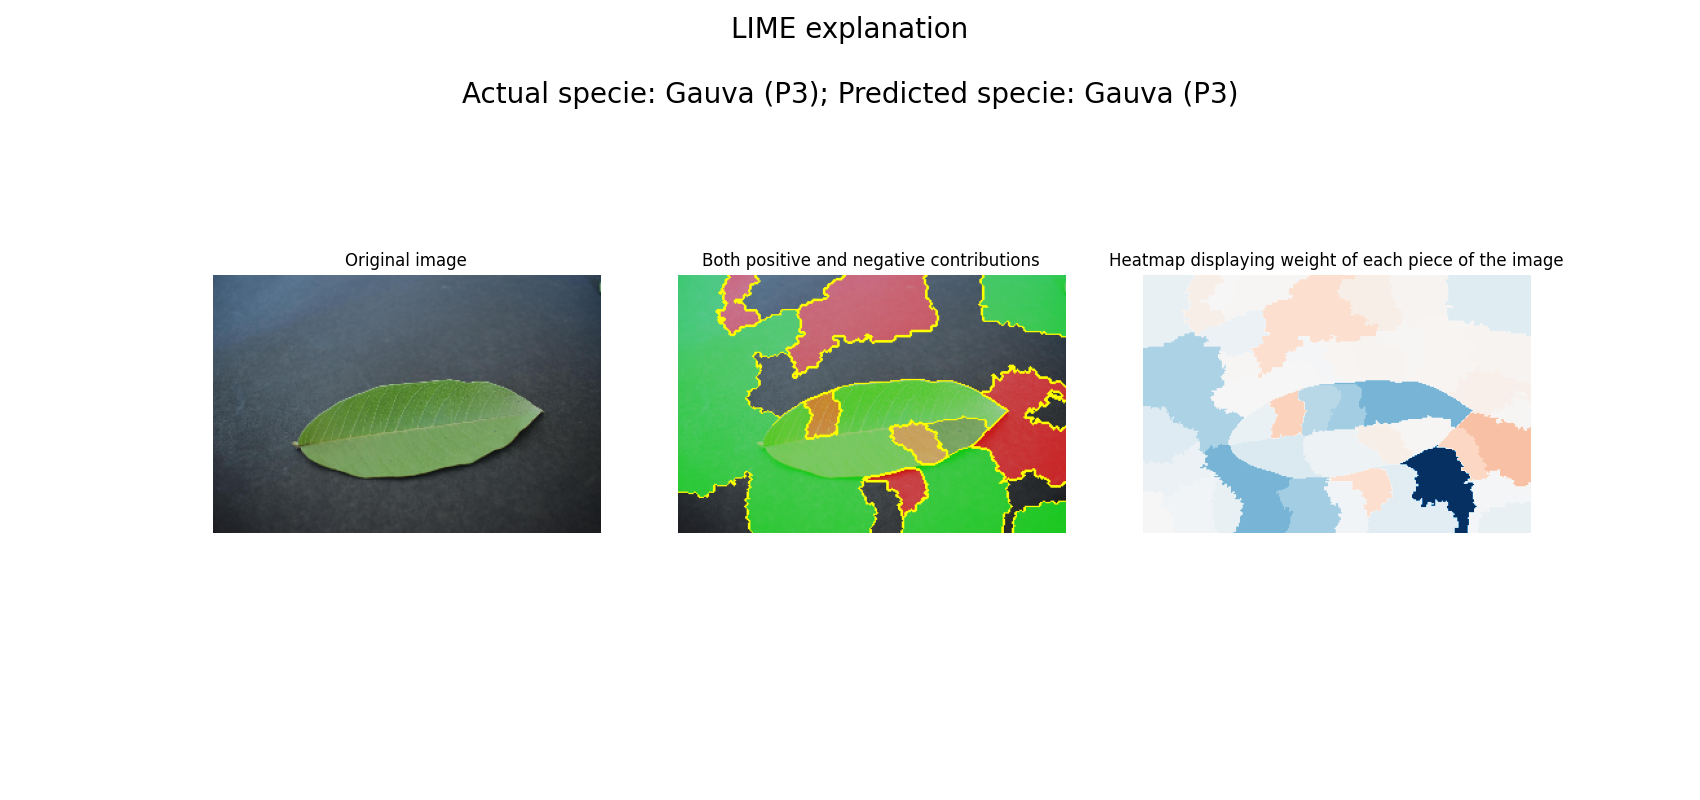 LIME explanation
Actual specie: Gauva (P3); Predicted specie: Gauva (P3)
Original image
Both positive and negative contributions
Heatmap displaying weight of each piece of the image